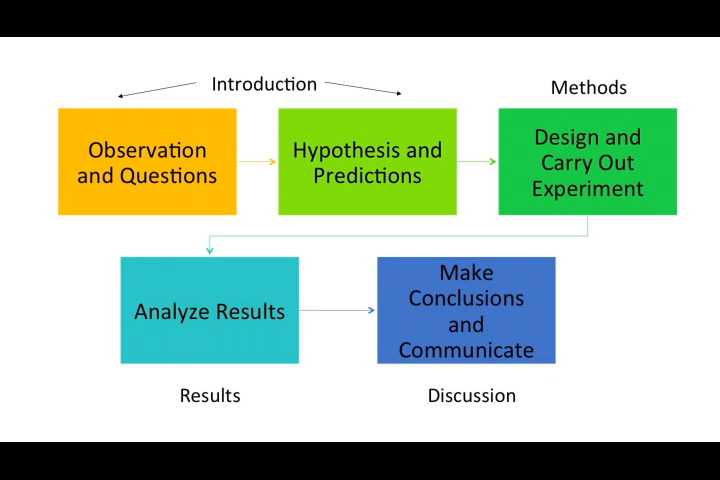 Introduction
Methods
Observation
and Questions
Hypothesis and
Predictions
Design and
Carry Out
Experiment
Analyze Results
Make
Conclusions
and
Communicate
Results
Discussion